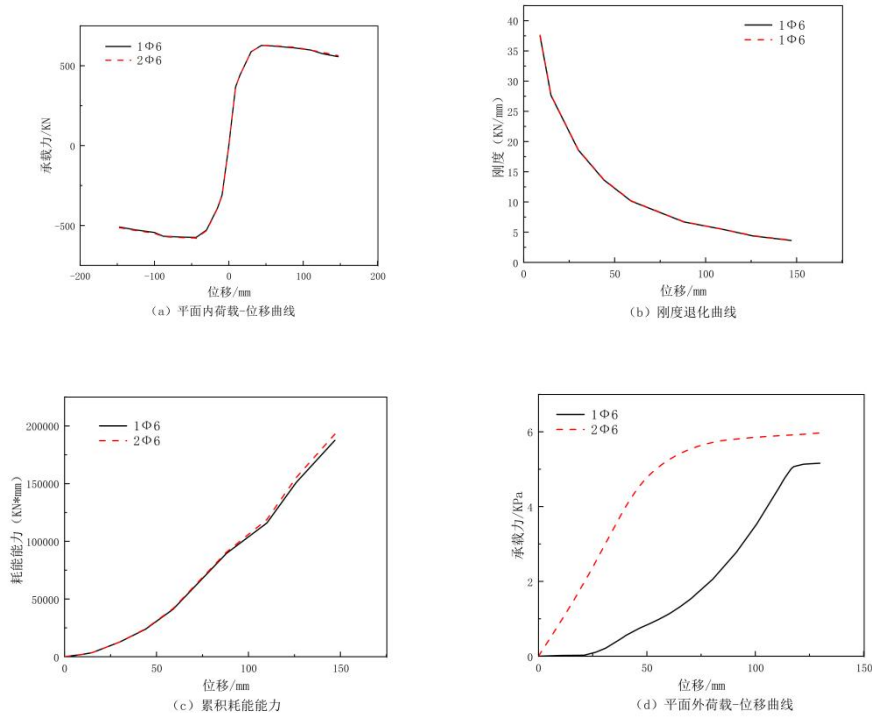 1Φ6
2Φ6
500
0
-500
承载力/KN
-200
-100
0
100
200
位移/mm
(a) 平面内荷载-位移曲线
1Φ6
1Φ6
40
35
30
25
20
15
10
5
0
刚度（KN/mm）
0
50
100
150
位移/mm
(b) 刚度退化曲线
1Φ6
2Φ6
200000
150000
100000
50000
0
耗能能力（KN*mm）
0
50
100
150
位移/mm
(c) 累积耗能能力
1Φ6
2Φ6
6
4
2
0
承载力/KPa
0
50
100
150
位移/mm
(d) 平面外荷载-位移曲线